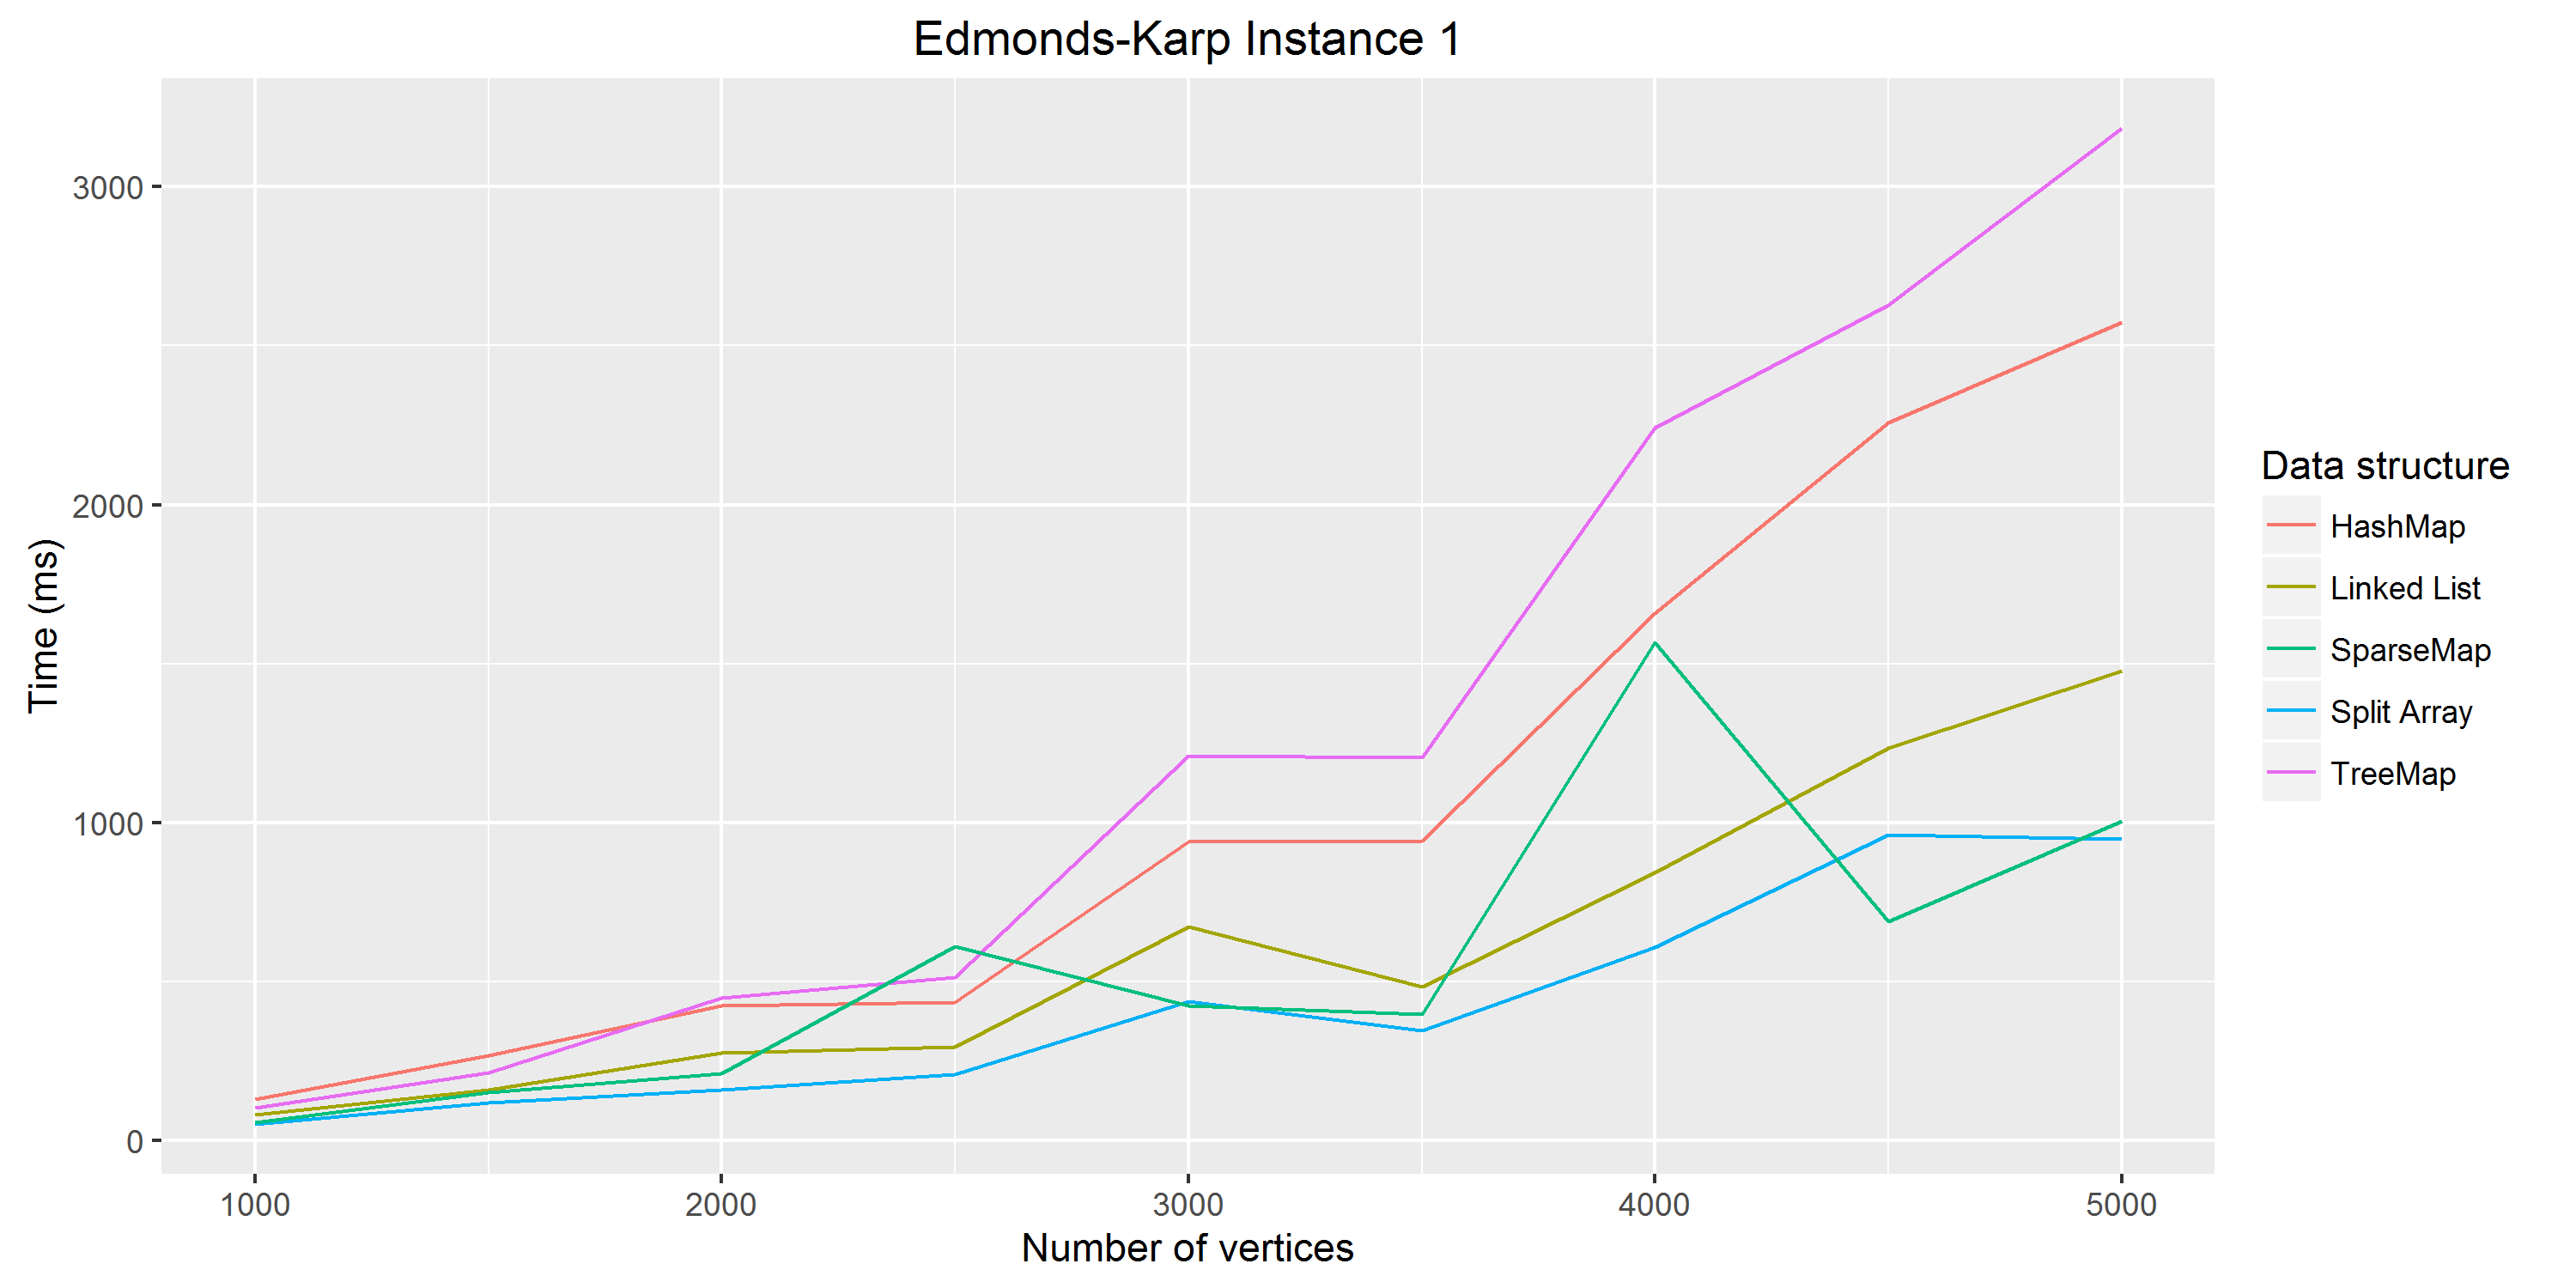 Edmonds-Karp Instance 1
3000
2000
1000
0
Time (ms)
1000 2000 3000 4000 5000
Number of vertices
Data structure
HashMap
Linked List
SparseMap
Split Array
TreeMap